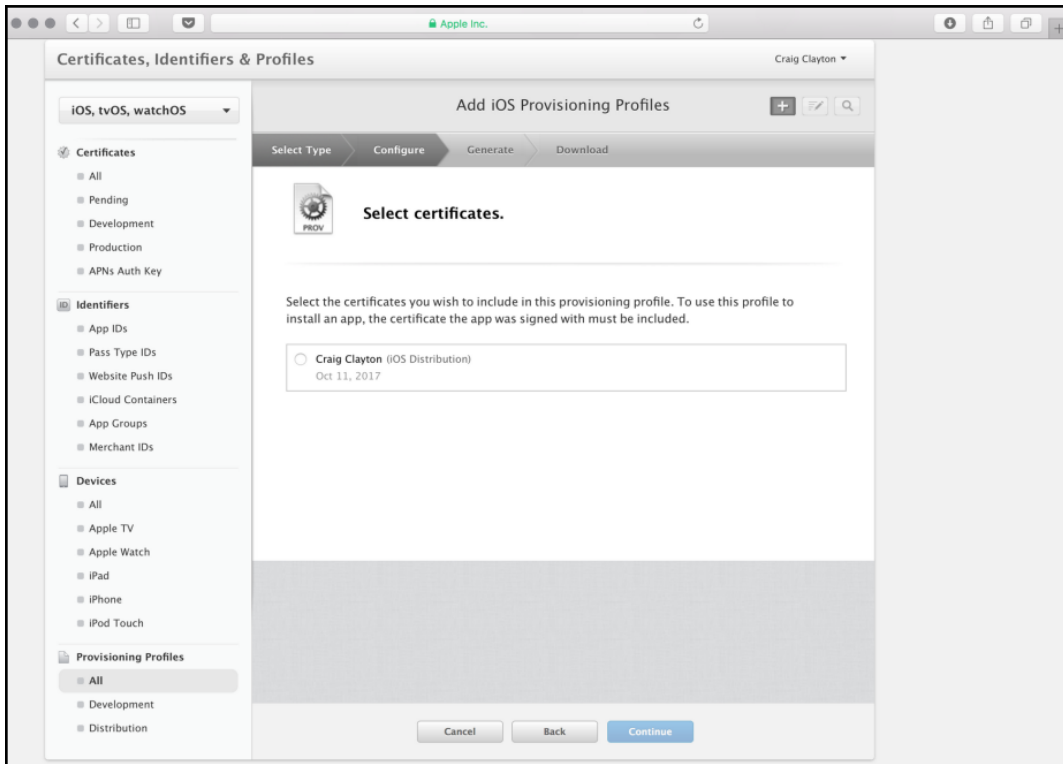 Apple Inc.
Certificates, Identifiers & Profiles
Craig Clayton
iOS, tvOS, watchOS
Certificates
All
Pending
Development
Production
APNs Auth Key
ID Identifiers
App IDs
Pass Type IDs
Website Push IDs
iCloud Containers
App Groups
Merchant IDs
Devices
All
Apple TV
Apple Watch
iPad
iPhone
iPod Touch
Provisioning Profiles
All
Development
Distribution
Add iOS Provisioning Profiles
Select Type Configure Generate Download
PROV
Select certificates.
Select the certificates you wish to include in this provisioning profile. To use this profile to
install an app, the certificate the app was signed with must be included.
Craig Clayton (iOS Distribution)
Oct 11, 2017
Cancel Back Continue